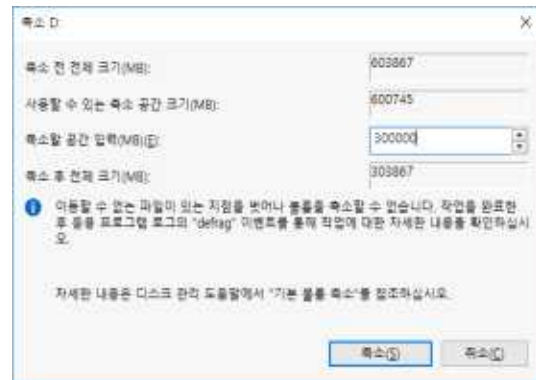 축소 D:
축소 전 전체 크기(MB): 603867
사용할 수 있는 축소 공간 크기(MB): 600745
축소할 공간 입력(MB)(E): 300000
축소 후 전체 크기(MB): 303867
이동할 수 없는 파일이 있는 지점을 벗어나 볼륨을 축소할 수 없습니다. 작업을 완료한
후 응용 프로그램 로그의 "defrag" 이벤트를 통해 작업에 대한 자세한 내용을 확인하십시
오.
자세한 내용은 디스크 관리 도움말에서 "기본 볼륨 축소"를 참조하십시오.
축소(S) 취소(C)